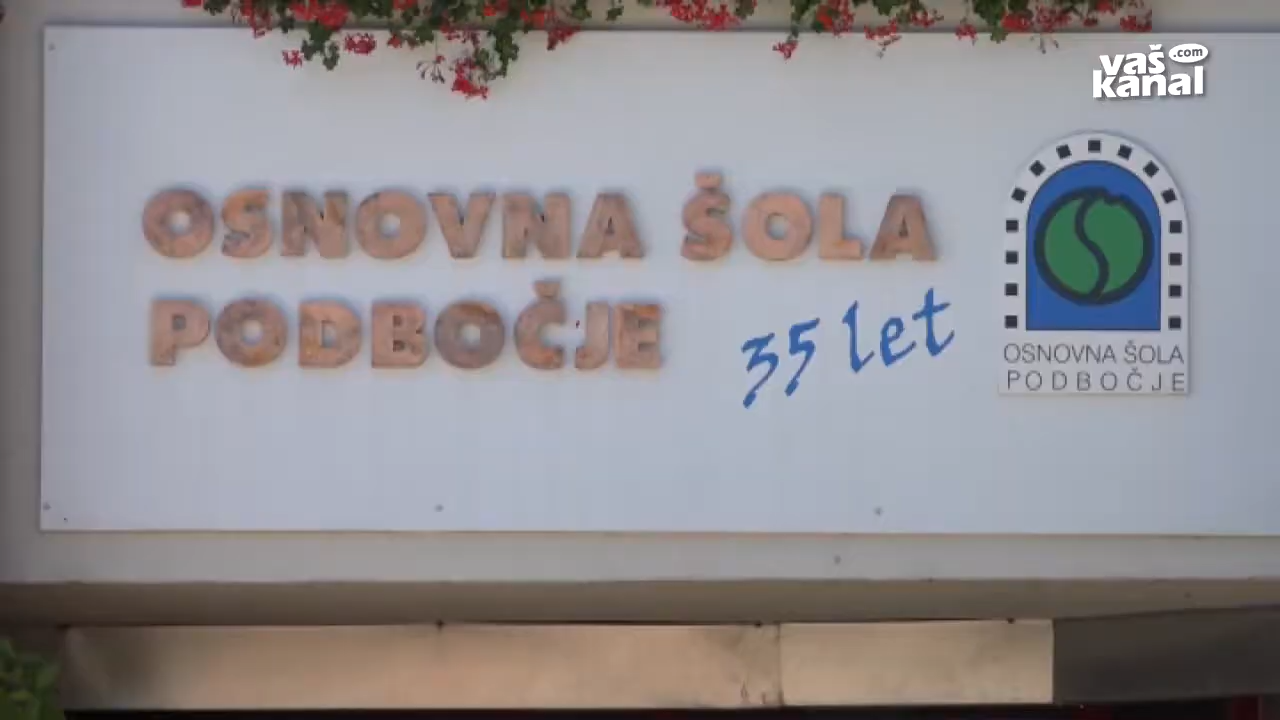 vaš .com
kanal
OSNOVNA ŠOLA
PODBOČJE
35 let
OSNOVNA ŠOLA
PODBOČJE